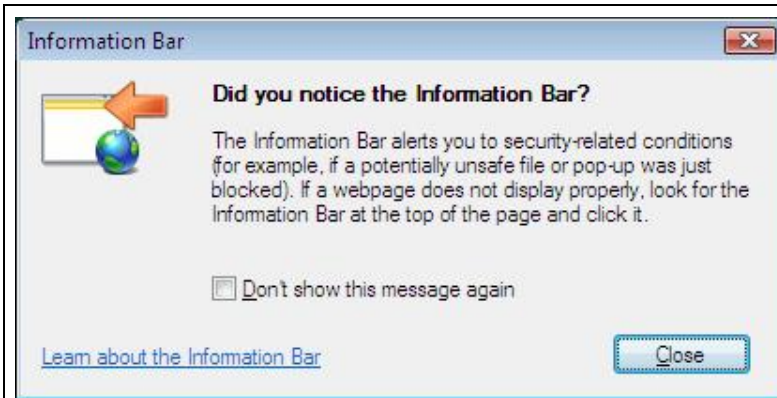 Information Bar
Did you notice the Information Bar?
The Information Bar alerts you to security-related conditions
(for example, if a potentially unsafe file or pop-up was just
blocked). If a webpage does not display properly, look for the
Information Bar at the top of the page and click it.
Don't show this message again
Learn about the Information Bar
Close